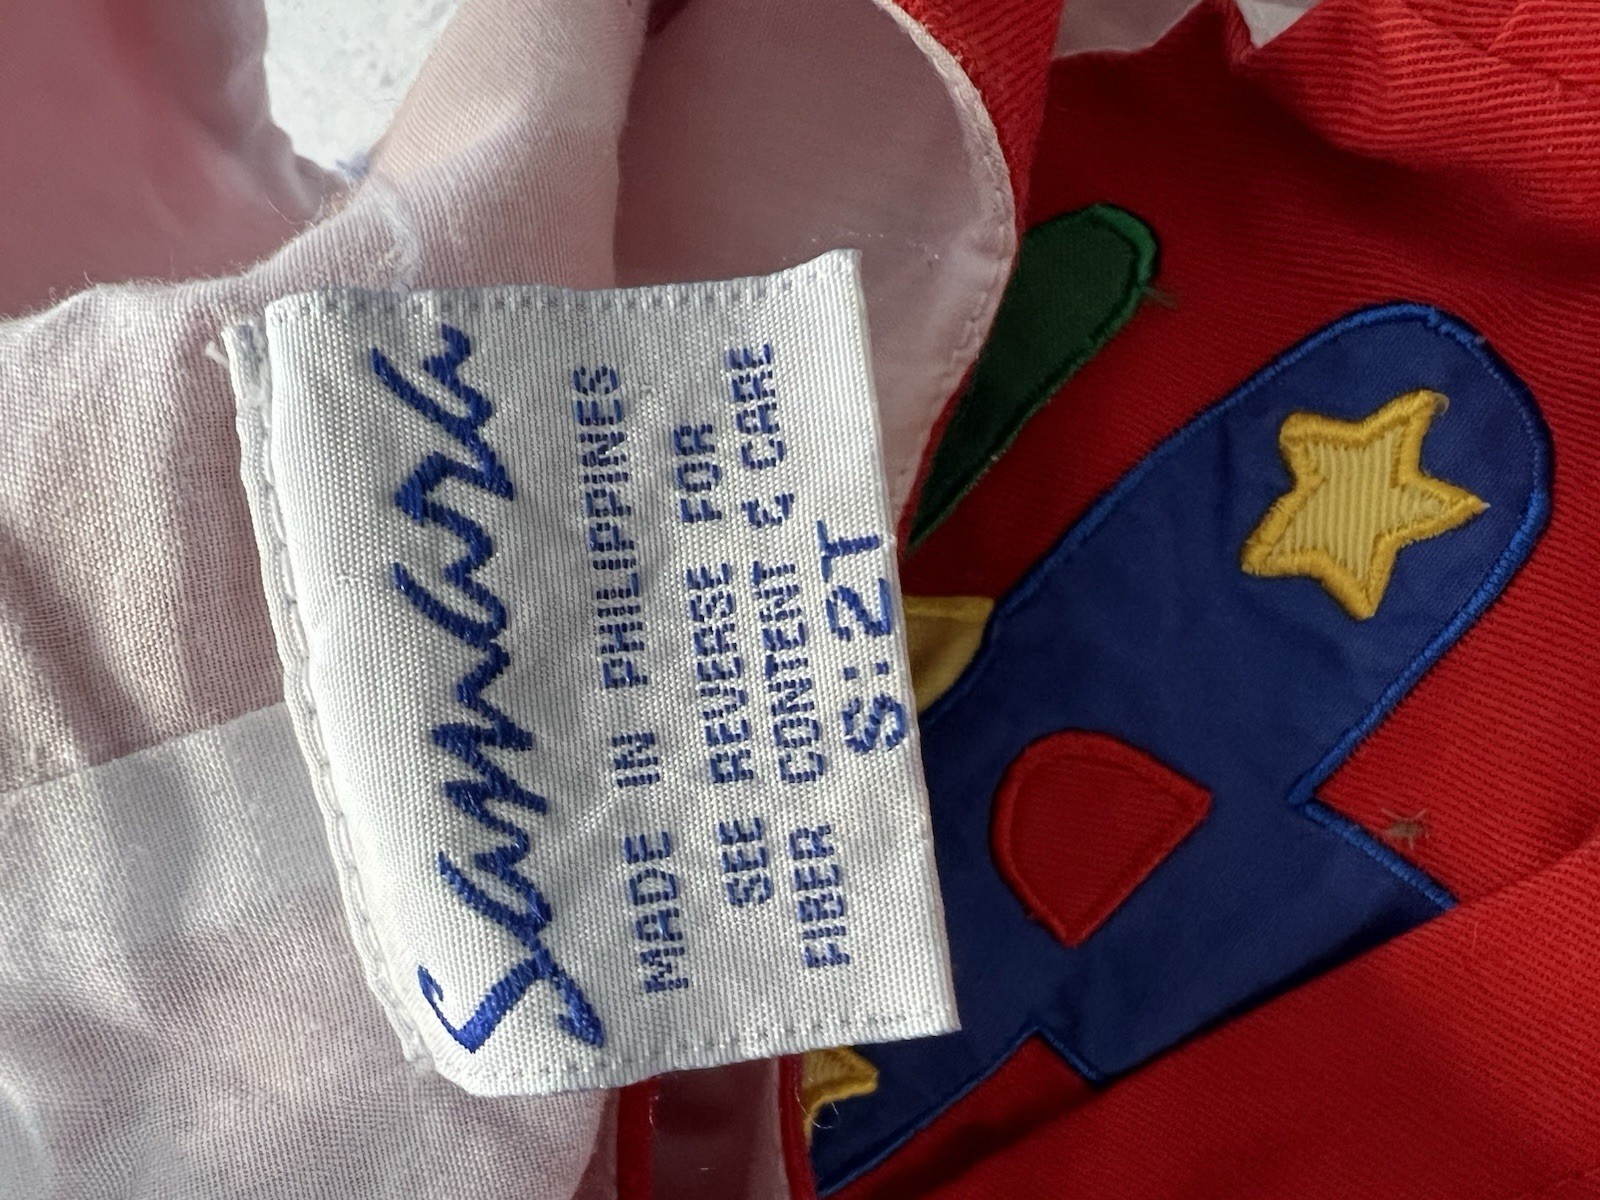 Samara
MADE IN PHILIPPINES
SEE REVERSE FOR
FIBER CONTENT & CARE
S:2T